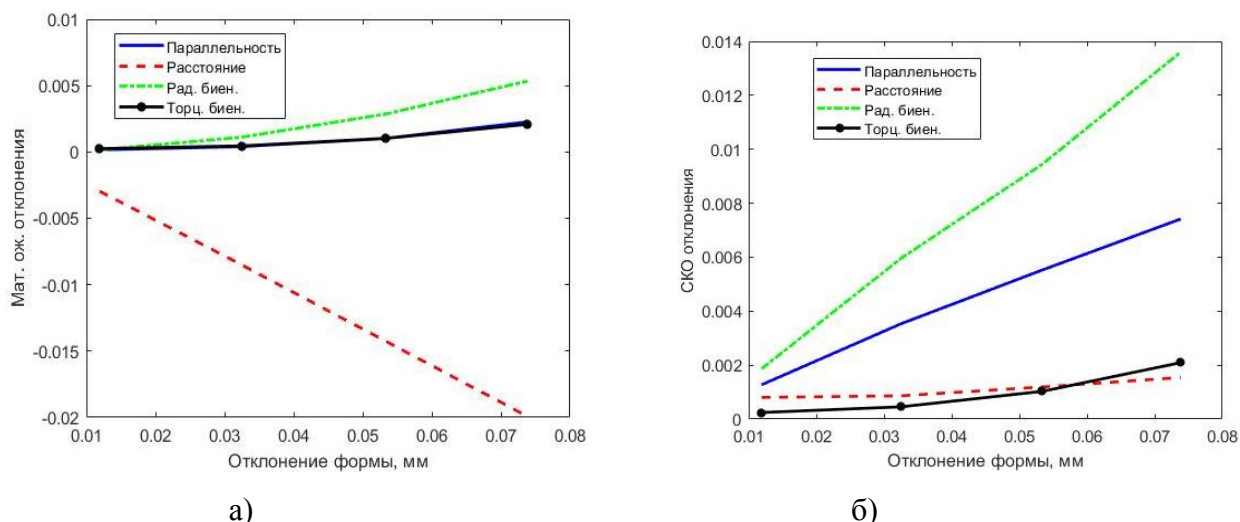 0.01
0.005
0
-0.005
-0.01
-0.015
-0.02
Мат. ож. отклонения
Параллельность
Расстояние
Рад. биен.
Торц. биен.
0.01 0.02 0.03 0.04 0.05 0.06 0.07 0.08
Отклонение формы, мм
а)
0.014
0.012
0.01
0.008
0.006
0.004
0.002
0
СКО отклонения
Параллельность
Расстояние
Рад. биен.
Торц. биен.
0.01 0.02 0.03 0.04 0.05 0.06 0.07 0.08
Отклонение формы, мм
б)